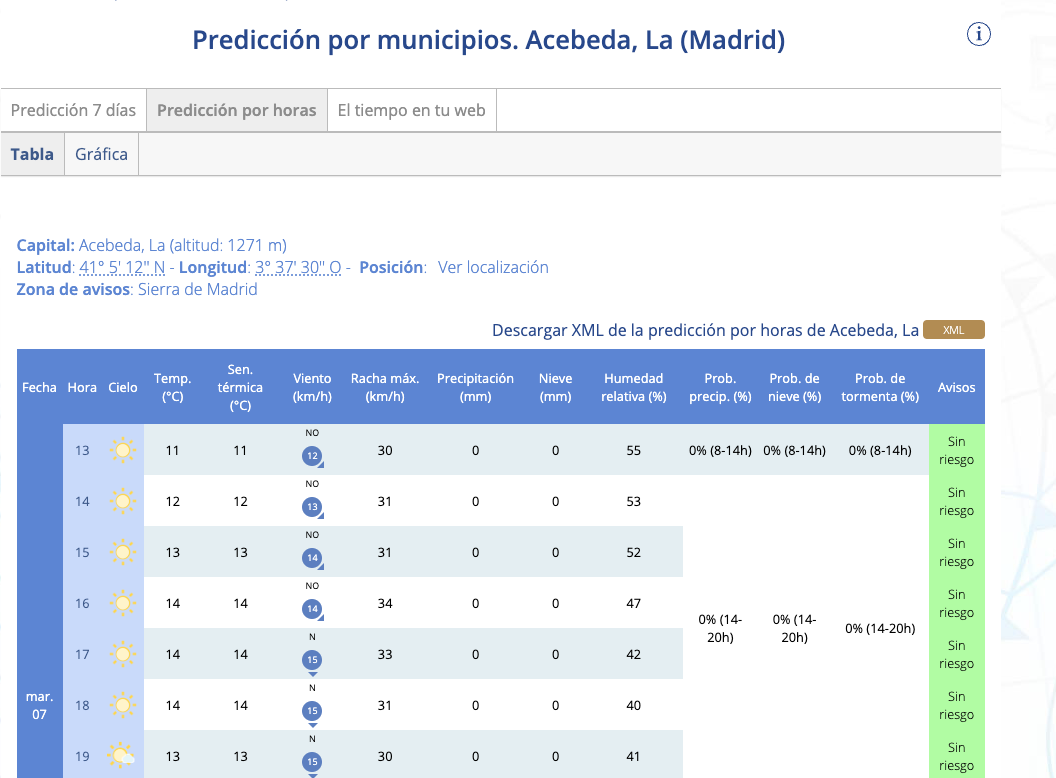 Predicción por municipios. Acebeda, La (Madrid)
Predicción 7 días Predicción por horas El tiempo en tu web
Tabla Gráfica
Capital: Acebeda, La (altitud: 1271 m)
Latitud: 41° 5' 12'' N - Longitud: 3° 37' 30'' O - Posición: Ver localización
Zona de avisos: Sierra de Madrid
Descargar XML de la predicción por horas de Acebeda, La XML
Fecha Hora Cielo Temp. (°C) Sen. térmica (°C) Viento (km/h) Racha máx. (km/h) Precipitación (mm) Nieve (mm) Humedad relativa (%) Prob. precip. (%) Prob. de nieve (%) Prob. de tormenta (%) Avisos
13 11 11 NO 12 30 0 0 55 0% (8-14h) 0% (8-14h) 0% (8-14h) Sin riesgo
14 12 12 NO 13 31 0 0 53 Sin riesgo
15 13 13 NO 14 31 0 0 52 Sin riesgo
16 14 14 NO 14 34 0 0 47 0% (14-20h) 0% (14-20h) 0% (14-20h) Sin riesgo
17 14 14 N 15 33 0 0 42 Sin riesgo
mar. 07 18 14 14 N 15 31 0 0 40 Sin riesgo
19 13 13 N 15 30 0 0 41 Sin riesgo